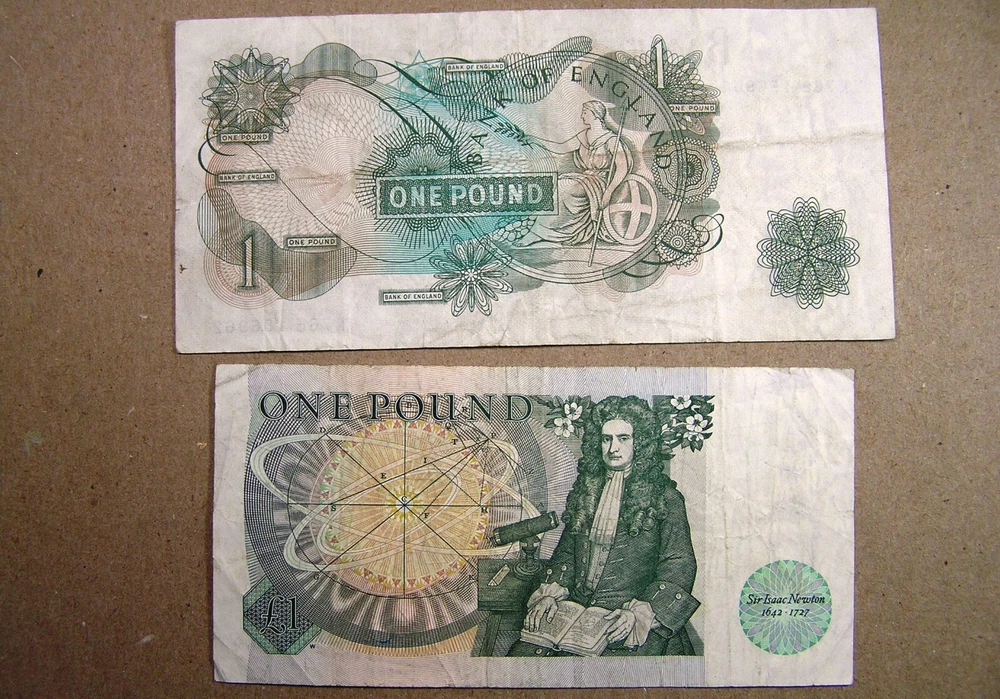 BANK OF ENGLAND
BANK OF ENGLAND
1
ONE POUND
ONE POUND
BANK OF ENGLAND
ONE POUND
ONE POUND
1
BANK OF ENGLAND
ONE POUND
£1
W
Sir Isaac Newton
1642 - 1727